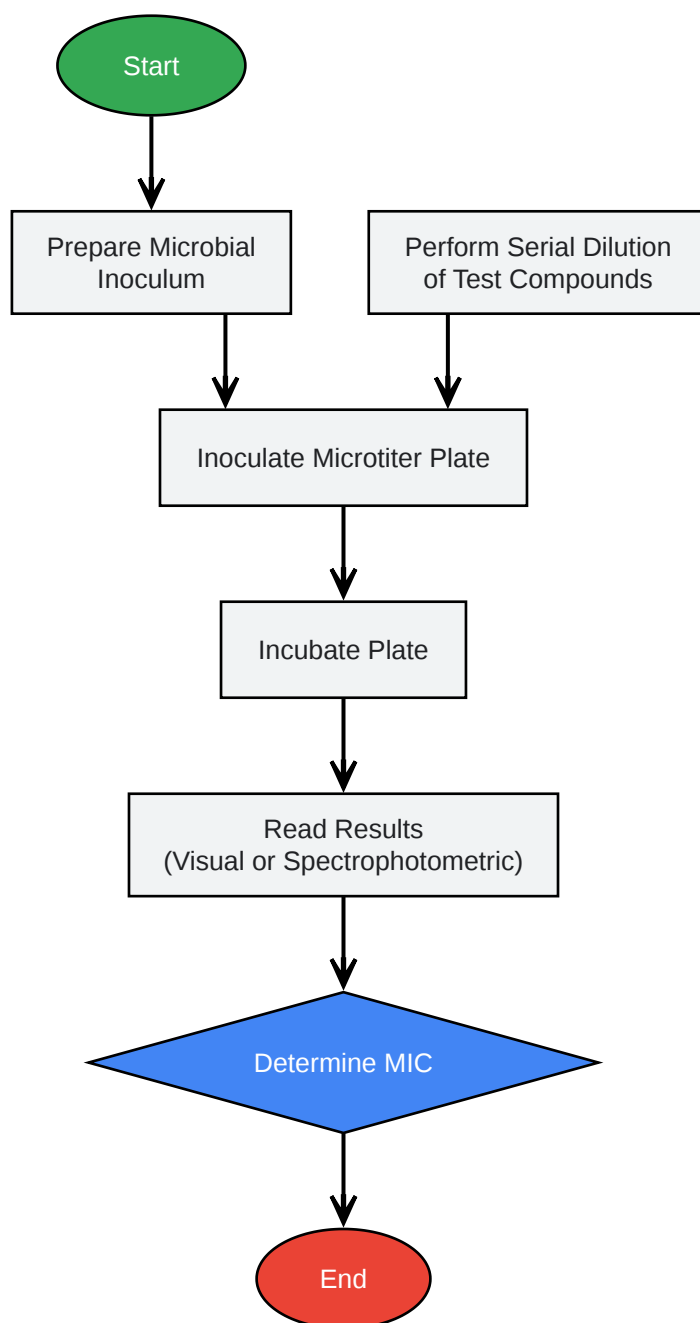 Start
Prepare Microbial
Inoculum
Perform Serial Dilution
of Test Compounds
Inoculate Microtiter Plate
Incubate Plate
Read Results
(Visual or Spectrophotometric)
Determine MIC
End